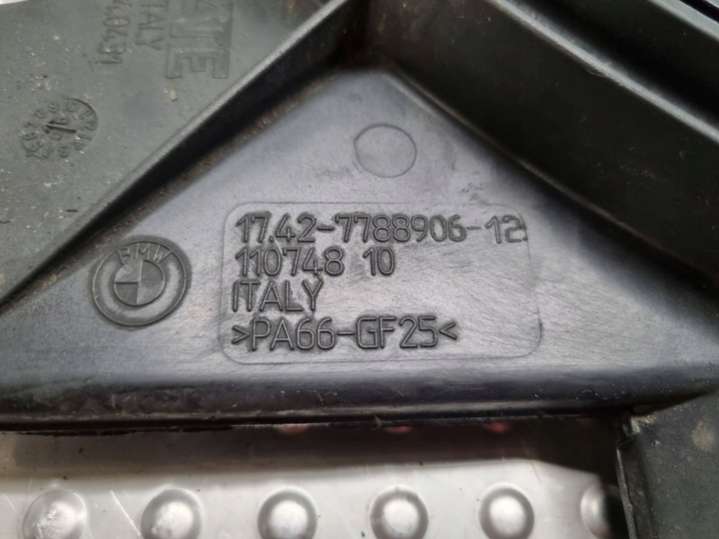 ITALY
BMW
17.42-7788906-12
110748 10
ITALY
>PA66-GF25<